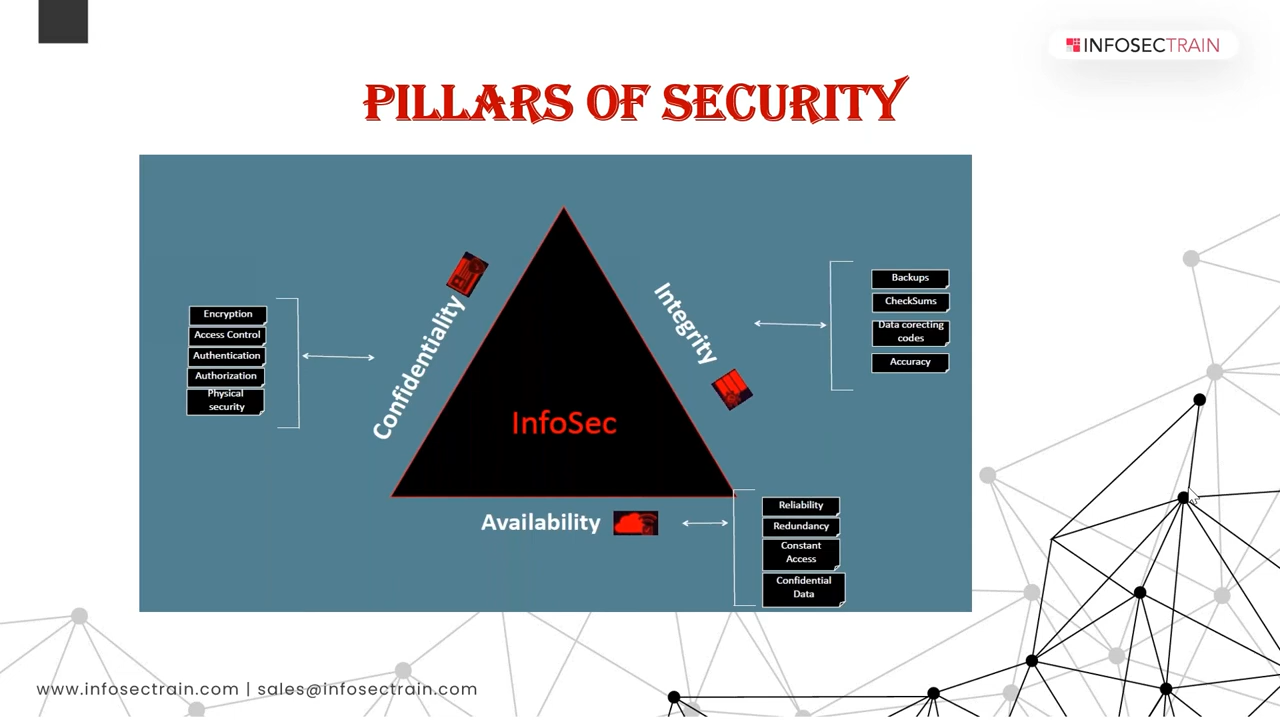 INFOSECTRAIN
PILLARS OF SECURITY
Confidentiality
Encryption
Access Control
Authentication
Authorization
Physical
security
Integrity
Backups
CheckSums
Data corecting
codes
Accuracy
InfoSec
Availability
Reliability
Redundancy
Constant
Access
Confidential
Data
www.infosectrain.com | sales@infosectrain.com